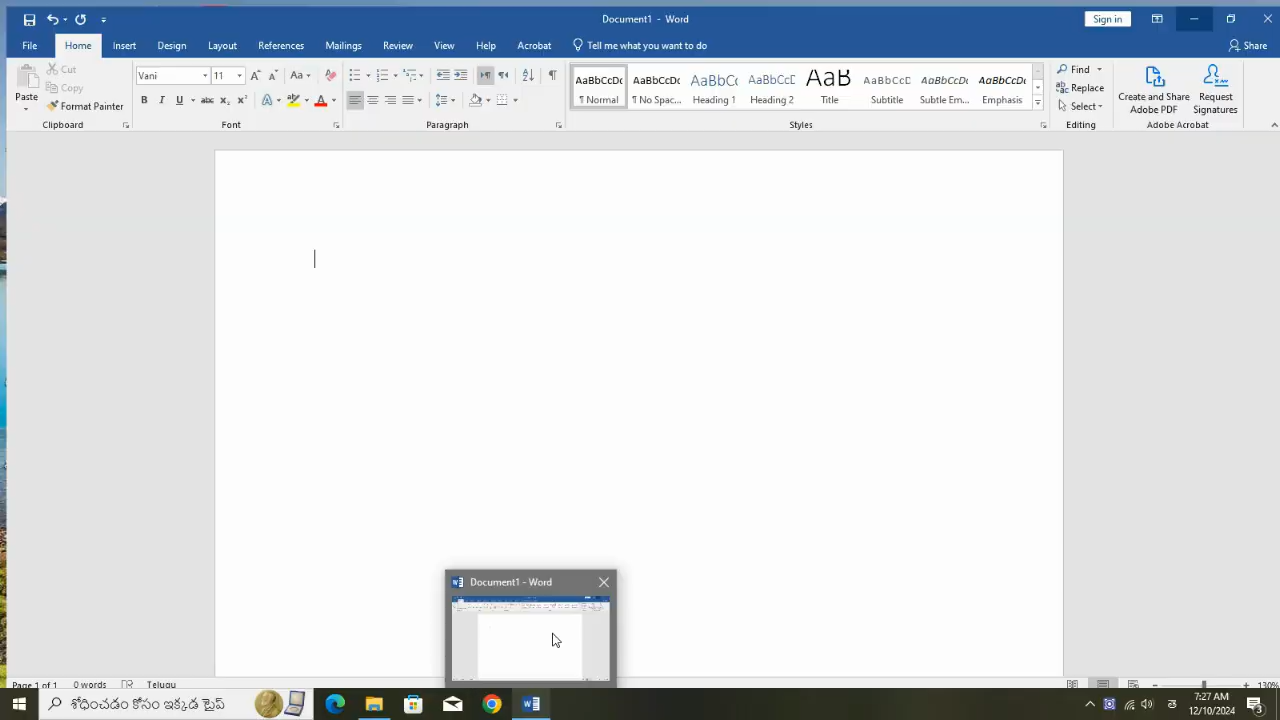 Document1 - Word
Sign in
File Home Insert Design Layout References Mailings Review View Help Acrobat Tell me what you want to do Share
Paste
Cut
Copy
Format Painter
Clipboard
Vani 11
Font
Paragraph
AaBbCcDc AaBbCcDc AaBbCc AaBbCcD AaB AaBbCcD AaBbCcDc AaBbCcDc
¶ Normal ¶ No Spac... Heading 1 Heading 2 Title Subtitle Subtle Em... Emphasis
Styles
Find
Replace
Select
Editing
Create and Share Adobe PDF
Request Signatures
Adobe Acrobat
Document1 - Word
Page 1 of 1 0 words Telugu 130%
శోధించడం కోసం ఇక్కడ టైప్
7:27 AM
12/10/2024